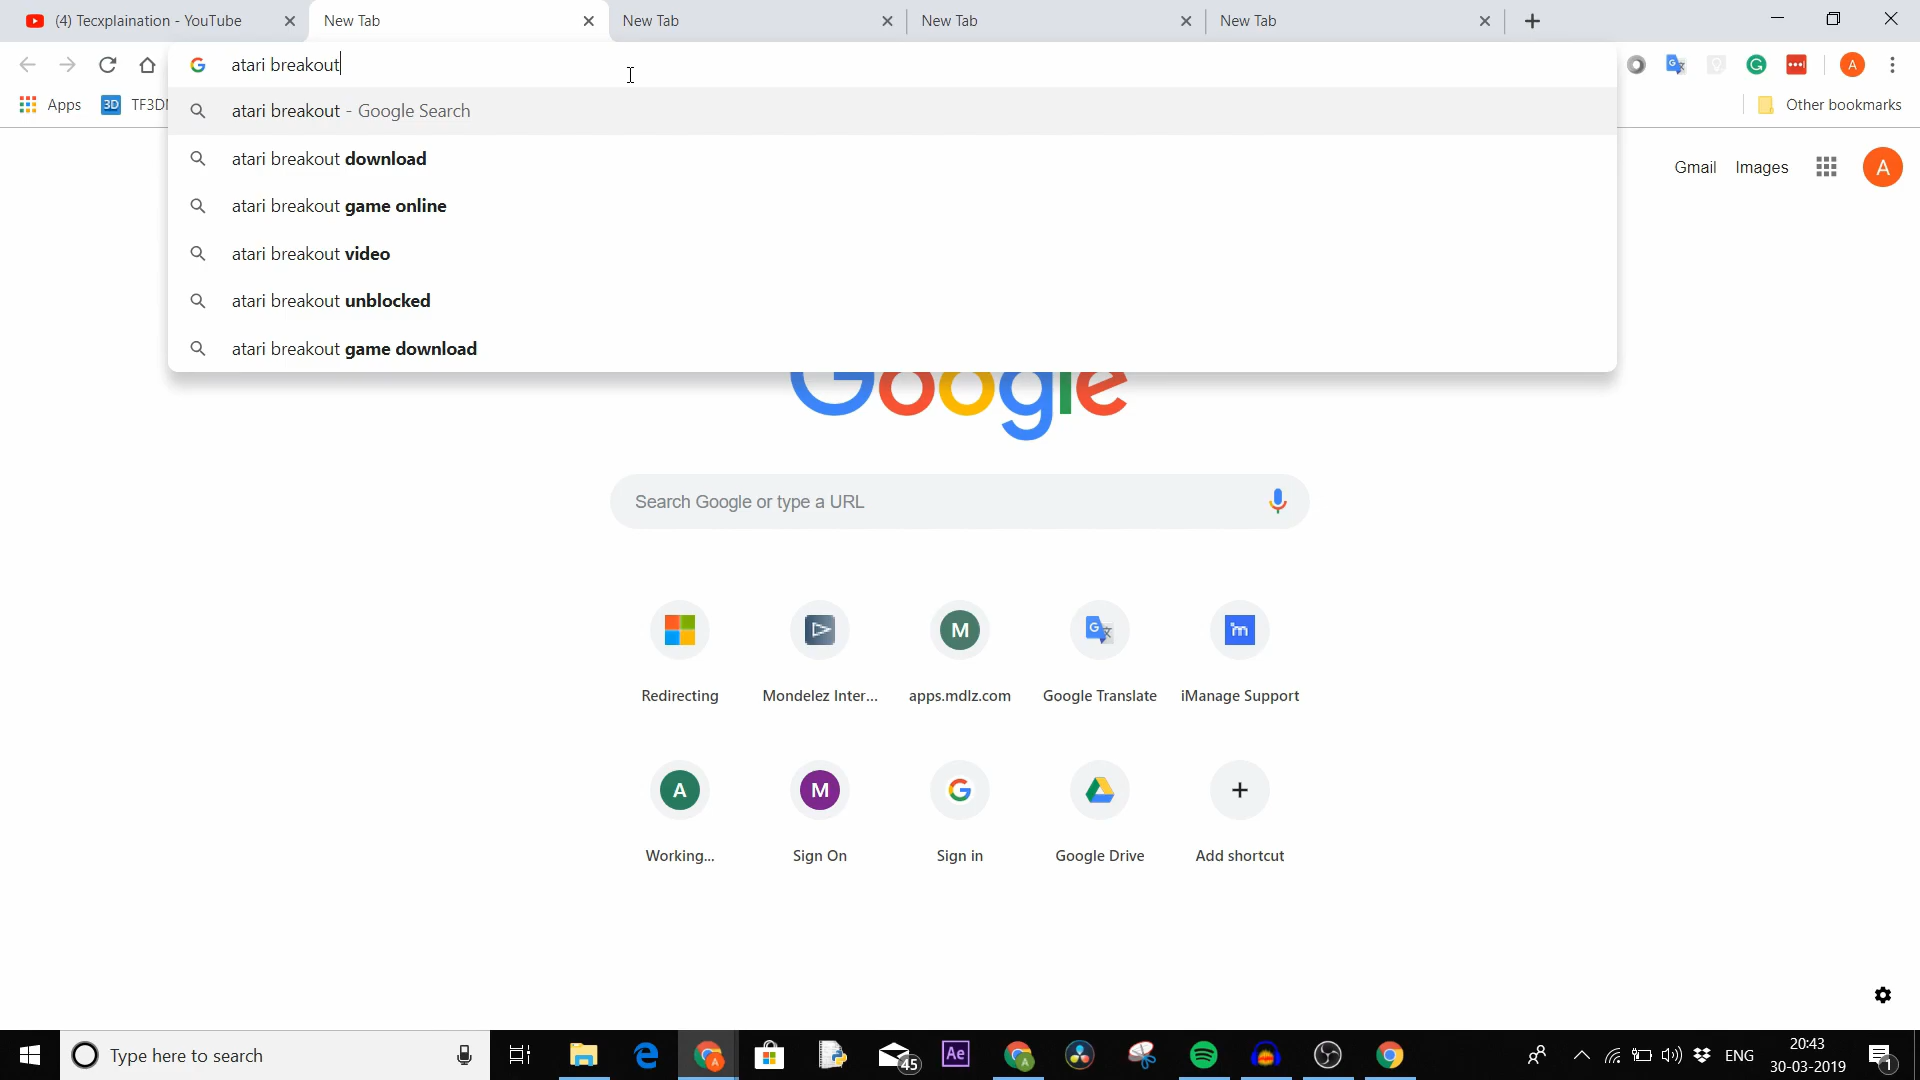 (4) Tecxplaination - YouTube
New Tab
New Tab
New Tab
New Tab
atari breakout
Apps
3D
Other bookmarks
atari breakout - Google Search
atari breakout download
atari breakout game online
atari breakout video
atari breakout unblocked
atari breakout game download
Gmail
Images
A
Google
Search Google or type a URL
Redirecting
Mondelez Inter...
M
apps.mdlz.com
Google Translate
iManage Support
A
Working...
M
Sign On
Sign in
Google Drive
Add shortcut
Type here to search
45
Ae
ENG
20:43
30-03-2019
1